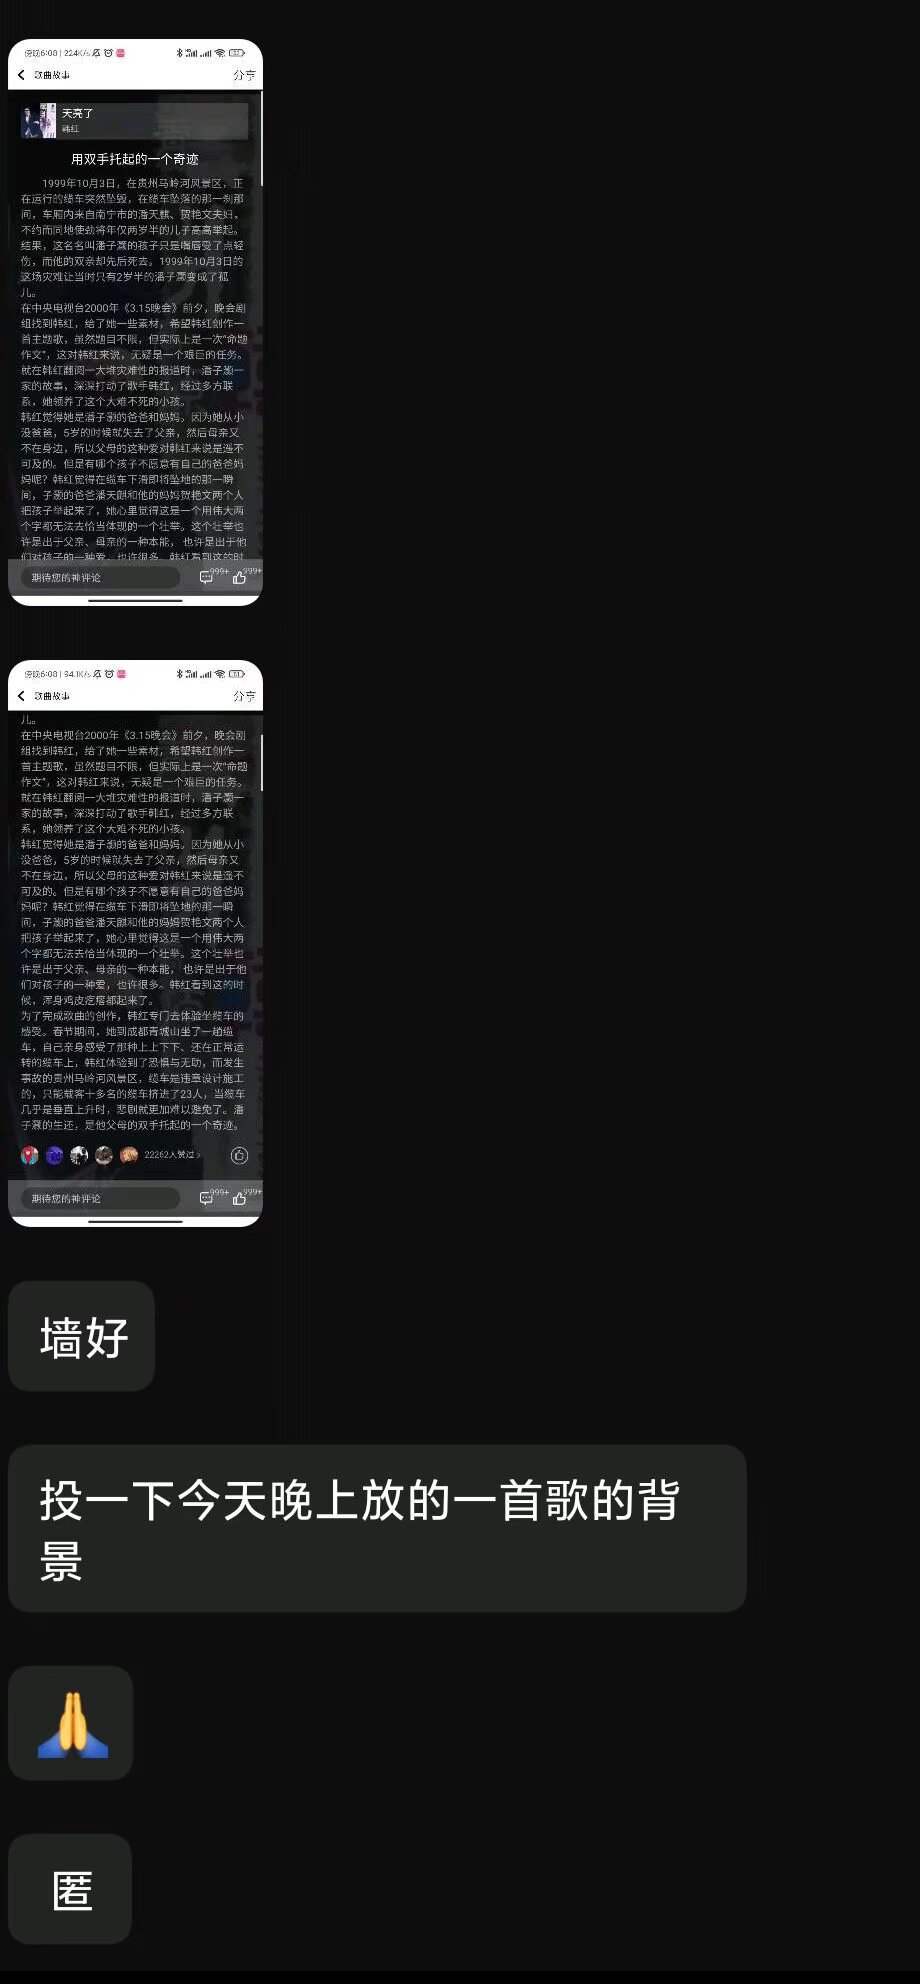 傍晚6:08 | 224K/s
歌曲故事
分享
天亮了
韩红
用双手托起的一个奇迹
1999年10月3日，在贵州马岭河风景区，正
在运行的缆车突然坠毁，在缆车坠落的那一刹那
间，车厢内来自南宁市的潘天麒、贺艳文夫妇，
不约而同地使劲将年仅两岁半的儿子高高举起。
结果，这名名叫潘子灏的孩子只是嘴唇受了点轻
伤，而他的双亲却先后死去。1999年10月3日的
这场灾难让当时只有2岁半的潘子灏变成了孤
儿。
在中央电视台2000年《3.15晚会》前夕，晚会剧
组找到韩红，给了她一些素材，希望韩红创作一
首主题歌，虽然题目不限，但实际上是一次“命题
作文”，这对韩红来说，无疑是一个艰巨的任务。
就在韩红翻阅一大堆灾难性的报道时，潘子灏一
家的故事，深深打动了歌手韩红，经过多方联
系，她领养了这个大难不死的小孩。
韩红觉得她是潘子灏的爸爸和妈妈。因为她从小
没爸爸，5岁的时候就失去了父亲，然后母亲又
不在身边，所以父母的这种爱对韩红来说是遥不
可及的。但是有哪个孩子不愿意有自己的爸爸妈
妈呢？韩红觉得在缆车下滑即将坠地的那一瞬
间，子灏的爸爸潘天麒和他的妈妈贺艳文两个人
把孩子举起来了，她心里觉得这是一个用伟大两
个字都无法去恰当体现的一个壮举。这个壮举也
许是出于父亲、母亲的一种本能，也许是出于他
们对孩子的一种爱，也许很多。韩红看到这的时
期待您的神评论
999+
999+
傍晚6:08 | 94.1K/s
歌曲故事
分享
儿。
在中央电视台2000年《3.15晚会》前夕，晚会剧
组找到韩红，给了她一些素材，希望韩红创作一
首主题歌，虽然题目不限，但实际上是一次“命题
作文”，这对韩红来说，无疑是一个艰巨的任务。
就在韩红翻阅一大堆灾难性的报道时，潘子灏一
家的故事，深深打动了歌手韩红，经过多方联
系，她领养了这个大难不死的小孩。
韩红觉得她是潘子灏的爸爸和妈妈。因为她从小
没爸爸，5岁的时候就失去了父亲，然后母亲又
不在身边，所以父母的这种爱对韩红来说是遥不
可及的。但是有哪个孩子不愿意有自己的爸爸妈
妈呢？韩红觉得在缆车下滑即将坠地的那一瞬
间，子灏的爸爸潘天麒和他的妈妈贺艳文两个人
把孩子举起来了，她心里觉得这是一个用伟大两
个字都无法去恰当体现的一个壮举。这个壮举也
许是出于父亲、母亲的一种本能，也许是出于他
们对孩子的一种爱，也许很多。韩红看到这的时
候，浑身鸡皮疙瘩都起来了。
为了完成歌曲的创作，韩红专门去体验坐缆车的
感受。春节期间，她到成都青城山坐了一趟缆
车，自己亲身感受了那种上上下下、还在正常运
转的缆车上，韩红体验到了恐惧与无助，而发生
事故的贵州马岭河风景区，缆车是违章设计施工
的，只能载客十多名的缆车挤进了23人，当缆车
几乎是垂直上升时，悲剧就更加难以避免了。潘
子灏的生还，是他父母的双手托起的一个奇迹。
22262人赞过 >
期待您的神评论
999+
999+
墙好
投一下今天晚上放的一首歌的背
景
🙏
匿